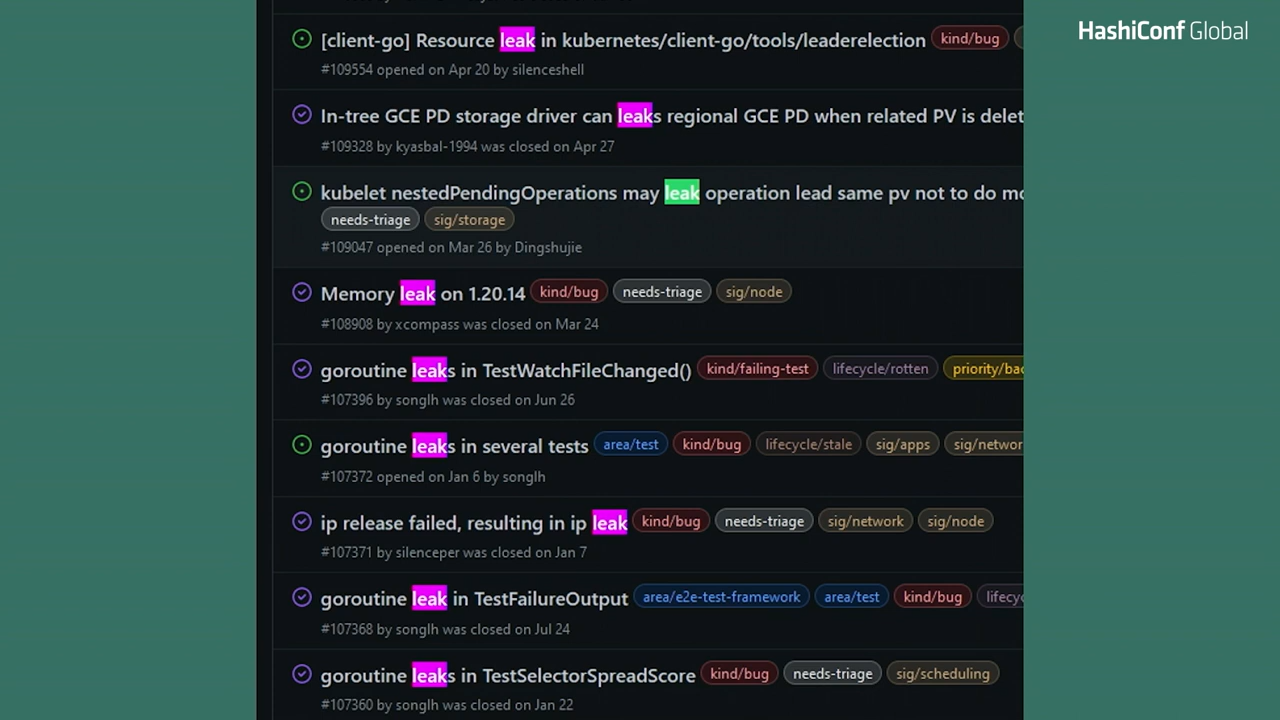 HashiConf Global
[client-go] Resource leak in kubernetes/client-go/tools/leaderelection kind/bug
#109554 opened on Apr 20 by silenceshell
In-tree GCE PD storage driver can leaks regional GCE PD when related PV is delet
#109328 by kyasbal-1994 was closed on Apr 27
kubelet nestedPendingOperations may leak operation lead same pv not to do mo
needs-triage sig/storage
#109047 opened on Mar 26 by Dingshujie
Memory leak on 1.20.14 kind/bug needs-triage sig/node
#108908 by xcompass was closed on Mar 24
goroutine leaks in TestWatchFileChanged() kind/failing-test lifecycle/rotten priority/bac
#107396 by songlh was closed on Jun 26
goroutine leaks in several tests area/test kind/bug lifecycle/stale sig/apps sig/networ
#107372 opened on Jan 6 by songlh
ip release failed, resulting in ip leak kind/bug needs-triage sig/network sig/node
#107371 by silenceper was closed on Jan 7
goroutine leak in TestFailureOutput area/e2e-test-framework area/test kind/bug lifecyc
#107368 by songlh was closed on Jul 24
goroutine leaks in TestSelectorSpreadScore kind/bug needs-triage sig/scheduling
#107360 by songlh was closed on Jan 22